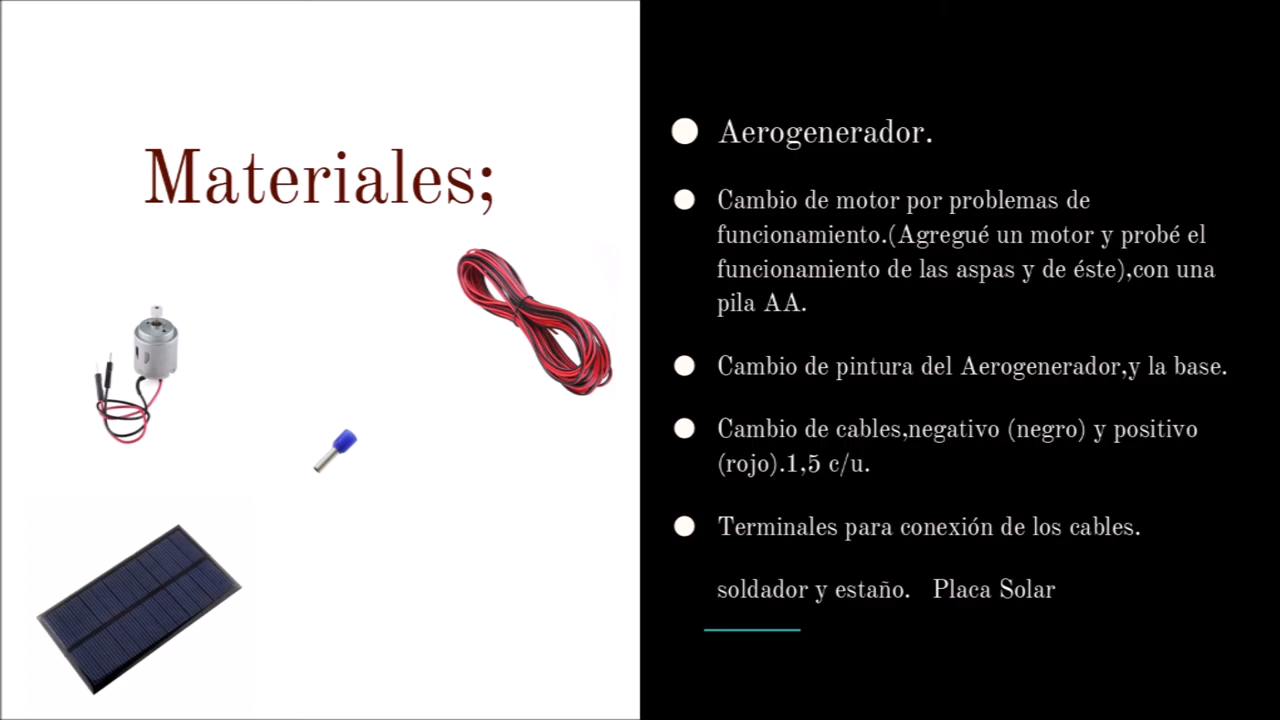 Materiales;
Aerogenerador.
Cambio de motor por problemas de
funcionamiento.(Agregué un motor y probé el
funcionamiento de las aspas y de éste),con una
pila AA.
Cambio de pintura del Aerogenerador,y la base.
Cambio de cables,negativo (negro) y positivo
(rojo).1,5 c/u.
Terminales para conexión de los cables.
soldador y estaño. Placa Solar